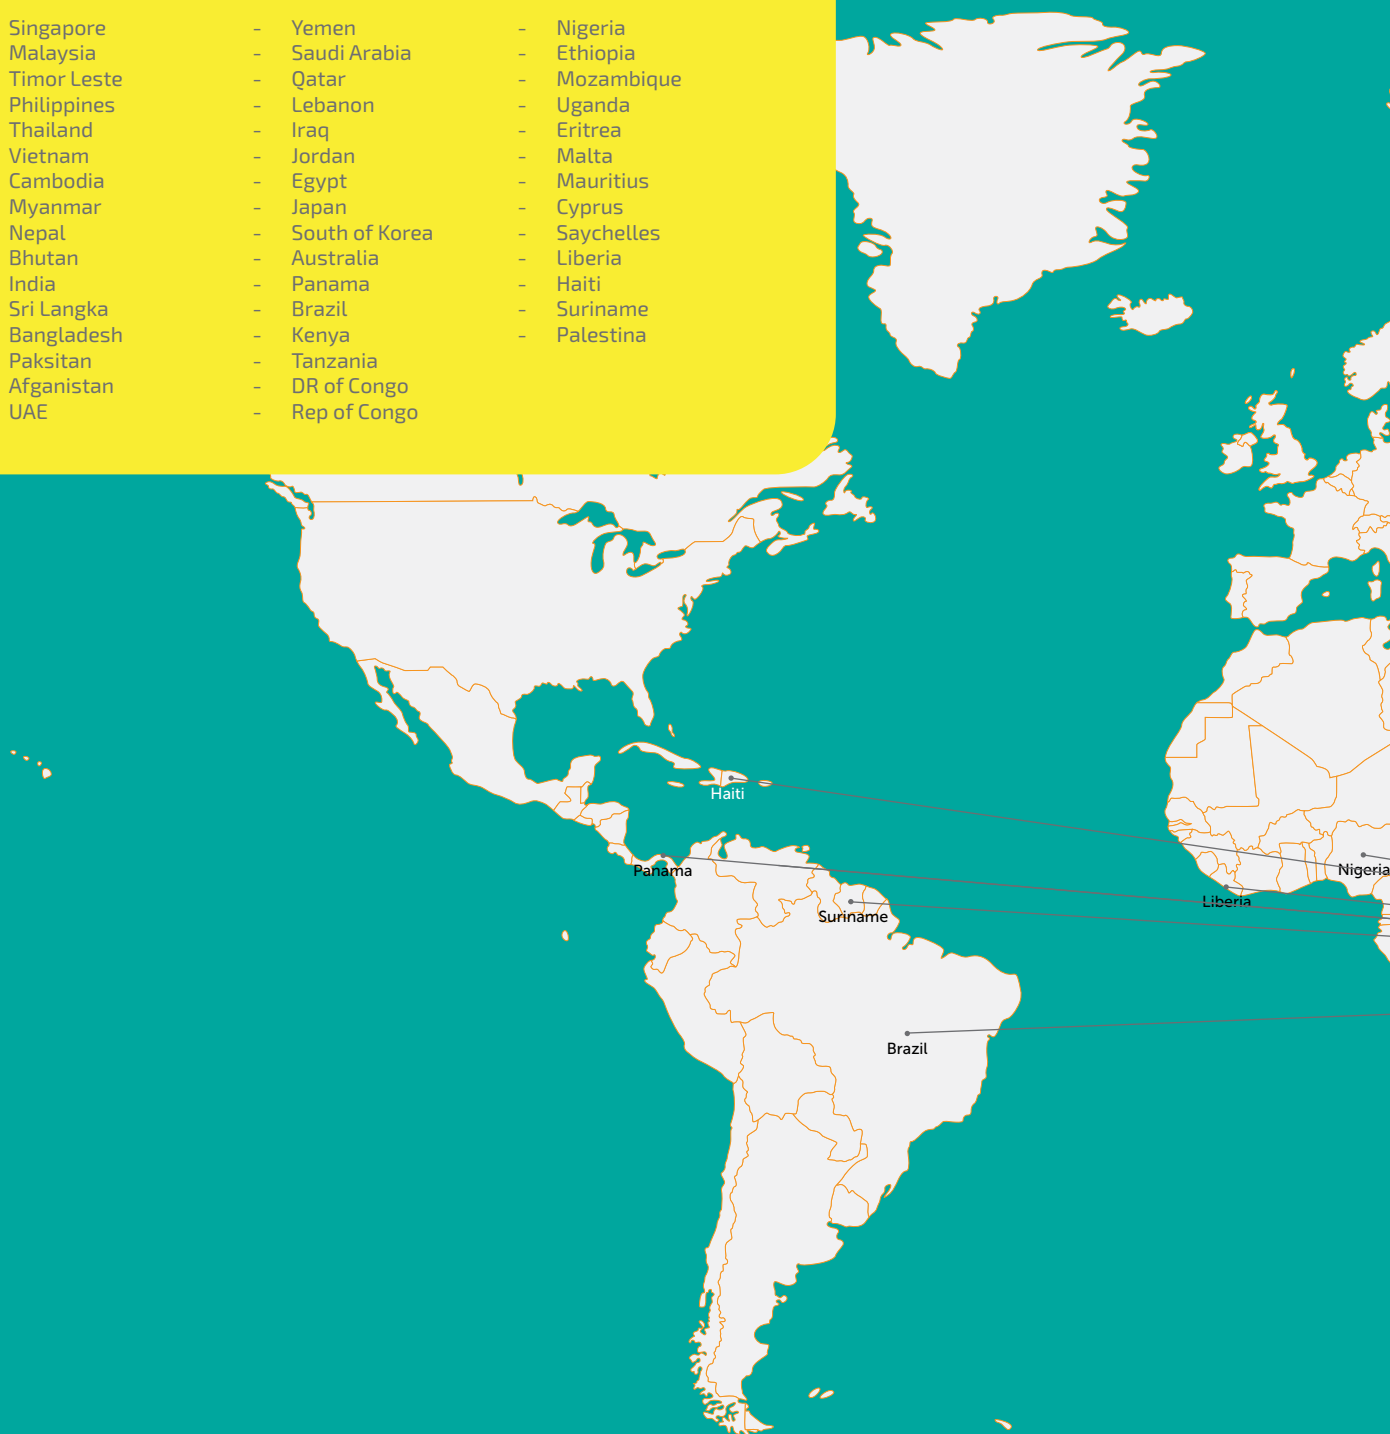 Singapore
Malaysia
Timor Leste
Philippines
Thailand
Vietnam
Cambodia
Myanmar
Nepal
Bhutan
India
Sri Langka
Bangladesh
Paksitan
Afganistan
UAE
- Yemen
- Saudi Arabia
- Qatar
- Lebanon
- Iraq
- Jordan
- Egypt
- Japan
- South of Korea
- Australia
- Panama
- Brazil
- Kenya
- Tanzania
- DR of Congo
- Rep of Congo
- Nigeria
- Ethiopia
- Mozambique
- Uganda
- Eritrea
- Malta
- Mauritius
- Cyprus
- Saychelles
- Liberia
- Haiti
- Suriname
- Palestina
Haiti
Panama
Nigeria
Liberia
Suriname
Brazil